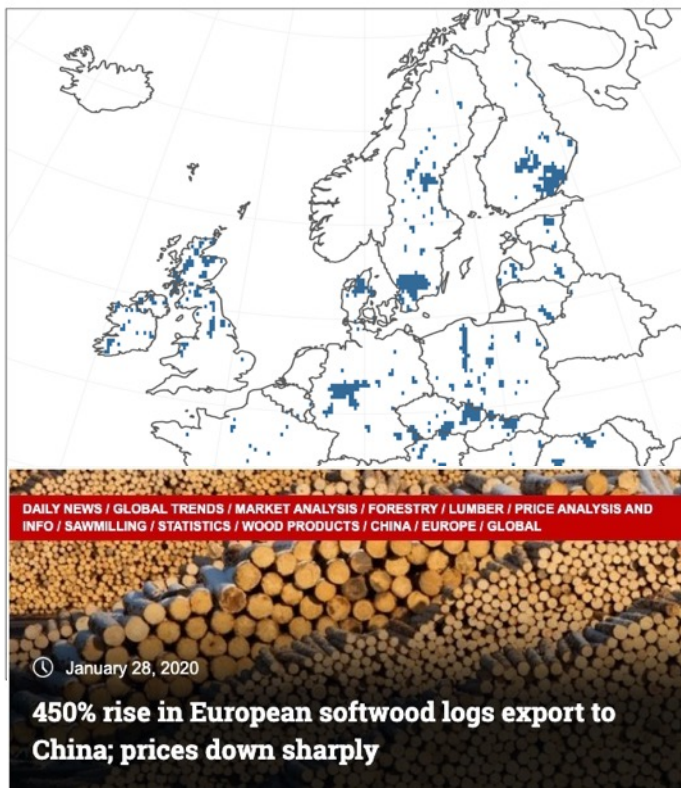 DAILY NEWS / GLOBAL TRENDS / MARKET ANALYSIS / FORESTRY / LUMBER / PRICE ANALYSIS AND
INFO / SAWMILLING / STATISTICS / WOOD PRODUCTS / CHINA / EUROPE / GLOBAL
January 28, 2020
450% rise in European softwood logs export to
China; prices down sharply